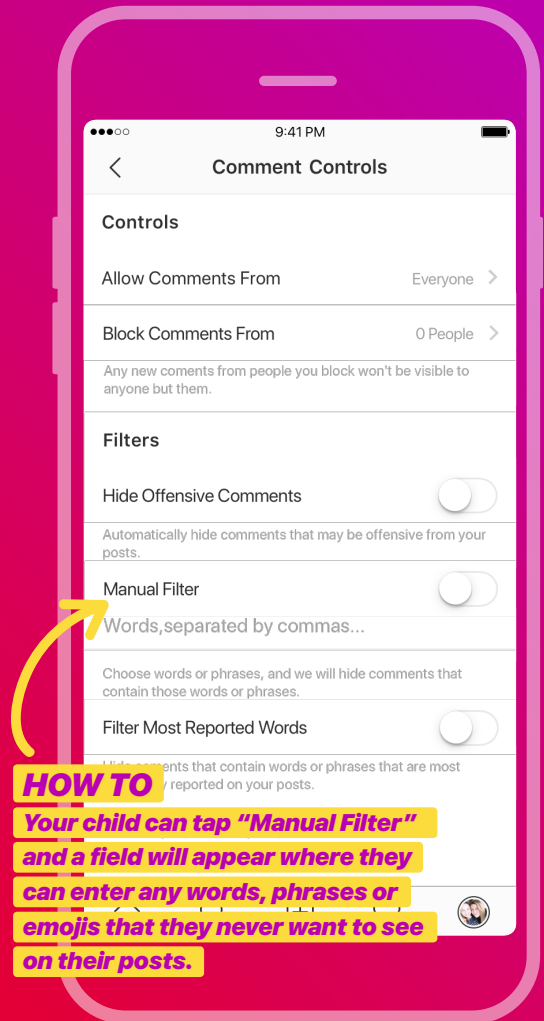 9:41 PM
Comment Controls
Controls
Allow Comments From Everyone
Block Comments From 0 People
Any new coments from people you block won't be visible to
anyone but them.
Filters
Hide Offensive Comments
Automatically hide comments that may be offensive from your
posts.
Manual Filter
Words,separated by commas...
Choose words or phrases, and we will hide comments that
contain those words or phrases.
Filter Most Reported Words
that contain words or phrases that are most
reported on your posts.
HOW TO
Your child can tap “Manual Filter”
and a field will appear where they
can enter any words, phrases or
emojis that they never want to see
on their posts.